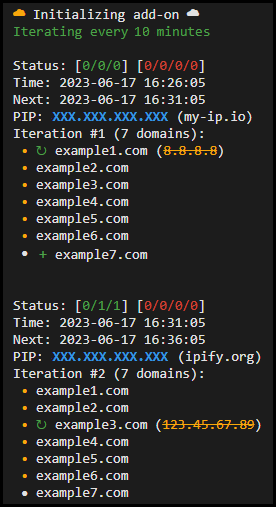 Initializing add-on
Iterating every 10 minutes
Status: [0/0/0] [0/0/0/0]
Time: 2023-06-17 16:26:05
Next: 2023-06-17 16:31:05
PIP: XXX.XXX.XXX.XXX (my-ip.io)
Iteration #1 (7 domains):
• ↻ example1.com (8.8.8.8)
• example2.com
• example3.com
• example4.com
• example5.com
• example6.com
• + example7.com
Status: [0/1/1] [0/0/0/0]
Time: 2023-06-17 16:31:05
Next: 2023-06-17 16:36:05
PIP: XXX.XXX.XXX.XXX (ipify.org)
Iteration #2 (7 domains):
• example1.com
• example2.com
• ↻ example3.com (123.45.67.89)
• example4.com
• example5.com
• example6.com
• example7.com